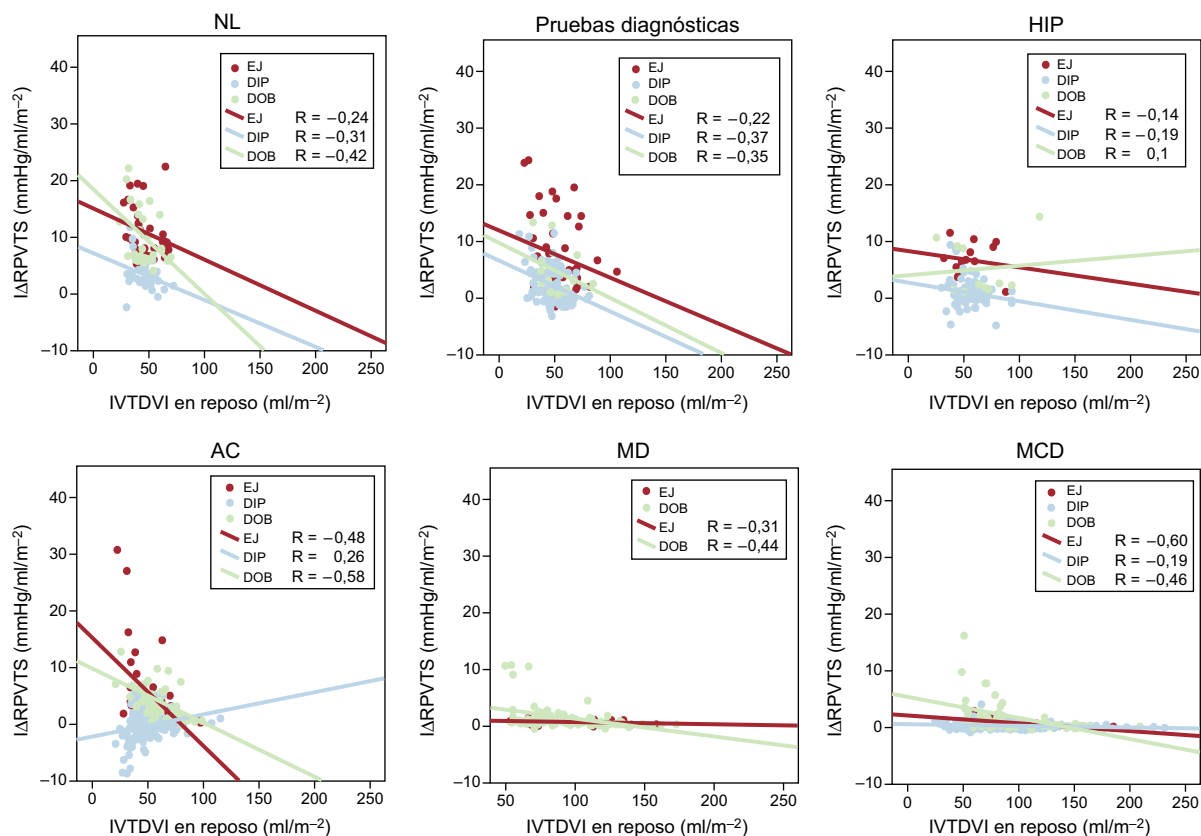 NL
IΔRPVTS (mmHg/ml/m⁻²)
40
30
20
10
0
−10
EJ
DIP
DOB
EJ R = −0,24
DIP R = −0,31
DOB R = −0,42
0 50 100 150 200 250
IVTDVI en reposo (ml/m⁻²)
Pruebas diagnósticas
IΔRPVTS (mmHg/ml/m⁻²)
40
30
20
10
0
−10
EJ
DIP
DOB
EJ R = −0,22
DIP R = −0,37
DOB R = −0,35
0 50 100 150 200 250
IVTDVI en reposo (ml/m⁻²)
HIP
IΔRPVTS (mmHg/ml/m⁻²)
40
30
20
10
0
−10
EJ
DIP
DOB
EJ R = −0,14
DIP R = −0,19
DOB R = 0,1
0 50 100 150 200 250
IVTDVI en reposo (ml/m⁻²)
AC
IΔRPVTS (mmHg/ml/m⁻²)
40
30
20
10
0
−10
EJ
DIP
DOB
EJ R = −0,48
DIP R = 0,26
DOB R = −0,58
0 50 100 150 200 250
IVTDVI en reposo (ml/m⁻²)
MD
IΔRPVTS (mmHg/ml/m⁻²)
40
30
20
10
0
−10
EJ
DOB
EJ R = −0,31
DOB R = −0,44
50 100 150 200 250
IVTDVI en reposo (ml/m⁻²)
MCD
IΔRPVTS (mmHg/ml/m⁻²)
40
30
20
10
0
−10
EJ
DIP
DOB
EJ R = −0,60
DIP R = −0,19
DOB R = −0,46
0 50 100 150 200 250
IVTDVI en reposo (ml/m⁻²)